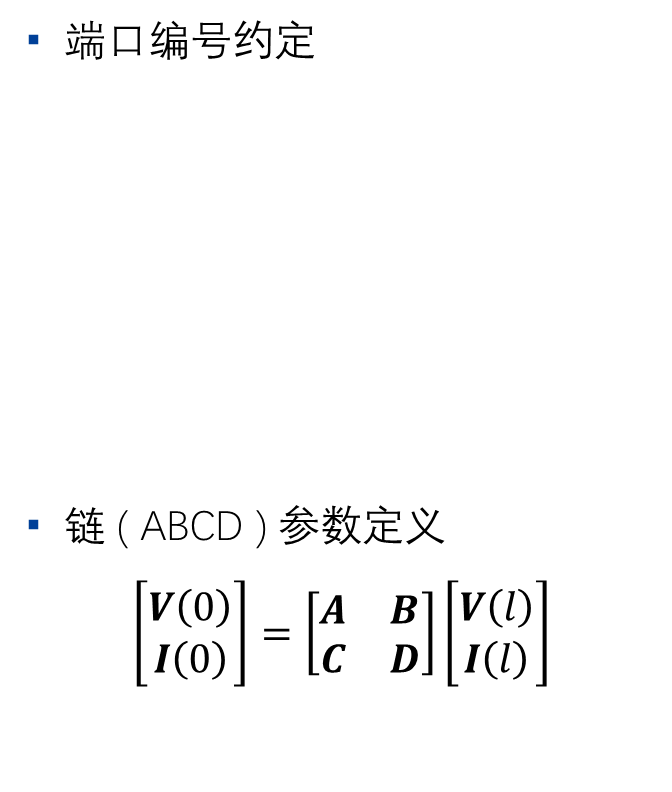 ▪ 端口编号约定
▪ 链（ABCD）参数定义
[V(0) I(0)] = [A B C D] [V(l) I(l)]